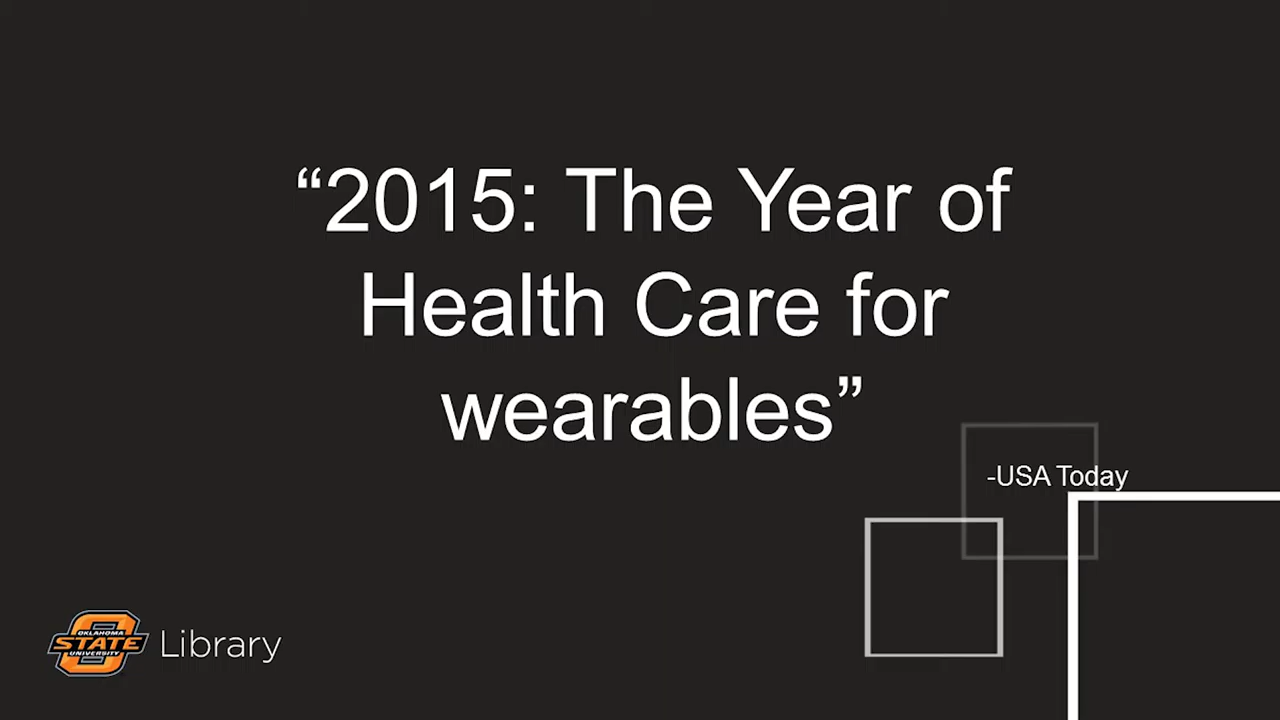 “2015: The Year of
Health Care for
wearables”
-USA Today
OKLAHOMA
STATE
UNIVERSITY
Library